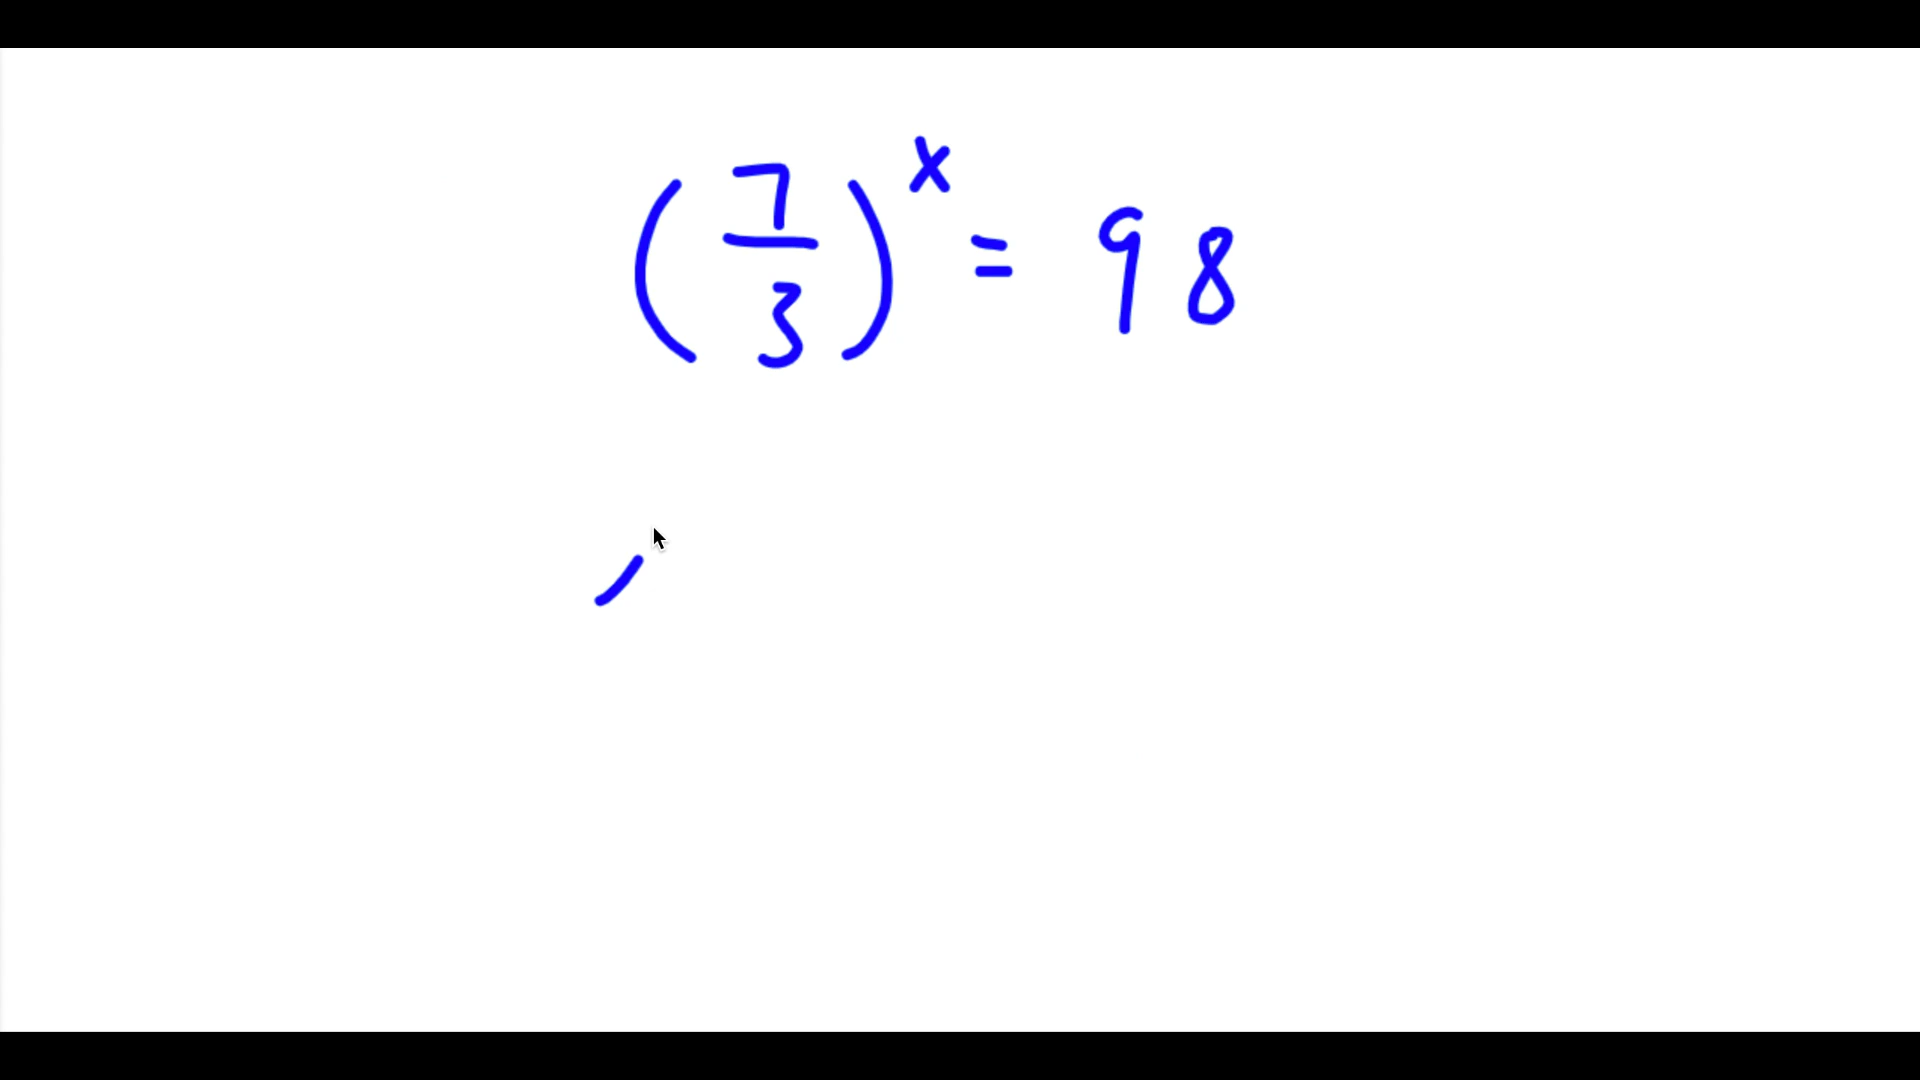 (7/3)^x = 98